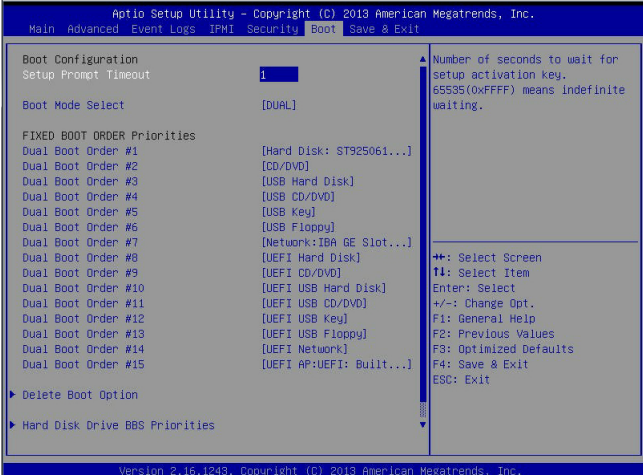 Aptio Setup Utility – Copyright (C) 2013 American Megatrends, Inc.
Main Advanced Event Logs IPMI Security Boot Save & Exit
Boot Configuration
Setup Prompt Timeout 1
Boot Mode Select [DUAL]
FIXED BOOT ORDER Priorities
Dual Boot Order #1 [Hard Disk: ST925061...]
Dual Boot Order #2 [CD/DVD]
Dual Boot Order #3 [USB Hard Disk]
Dual Boot Order #4 [USB CD/DVD]
Dual Boot Order #5 [USB Key]
Dual Boot Order #6 [USB Floppy]
Dual Boot Order #7 [Network:IBA GE Slot...]
Dual Boot Order #8 [UEFI Hard Disk]
Dual Boot Order #9 [UEFI CD/DVD]
Dual Boot Order #10 [UEFI USB Hard Disk]
Dual Boot Order #11 [UEFI USB CD/DVD]
Dual Boot Order #12 [UEFI USB Key]
Dual Boot Order #13 [UEFI USB Floppy]
Dual Boot Order #14 [UEFI Network]
Dual Boot Order #15 [UEFI AP:UEFI: Built...]
Delete Boot Option
Hard Disk Drive BBS Priorities
Number of seconds to wait for
setup activation key.
65535(0xFFFF) means indefinite
waiting.
→←: Select Screen
↑↓: Select Item
Enter: Select
+/-: Change Opt.
F1: General Help
F2: Previous Values
F3: Optimized Defaults
F4: Save & Exit
ESC: Exit
Version 2.16.1243. Copyright (C) 2013 American Megatrends, Inc.